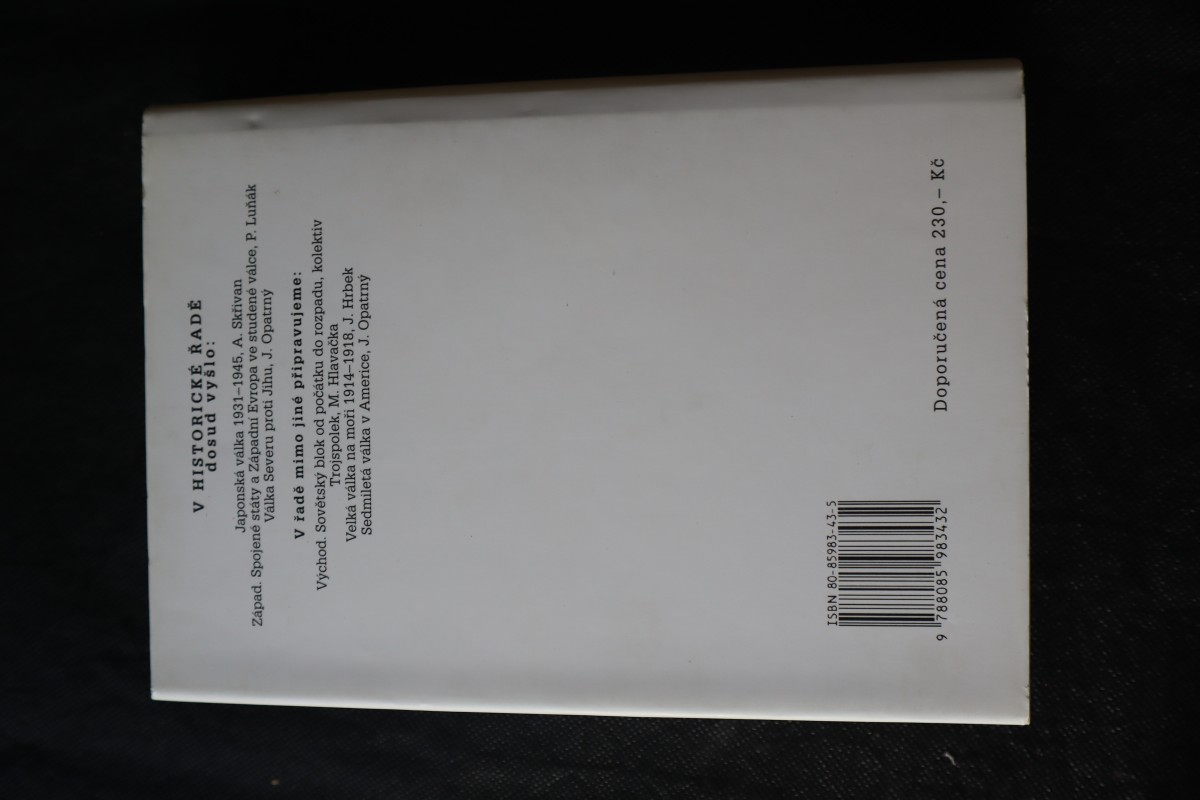 V HISTORICKÉ ŘADĚ
dosud vyšlo:
Japonská válka 1931–1945, A. Skřivan
Západ. Spojené státy a Západní Evropa ve studené válce, P. Luňák
Válka Severu proti Jihu, J. Opatrný
V řadě mimo jiné připravujeme:
Východ. Sovětský blok od počátku do rozpadu, kolektiv
Trojspolek, M. Hlavačka
Velká válka na moři 1914–1918, J. Hrbek
Sedmiletá válka v Americe, J. Opatrný
ISBN 80-85983-43-5
9 788085 983432
Doporučená cena 230,– Kč